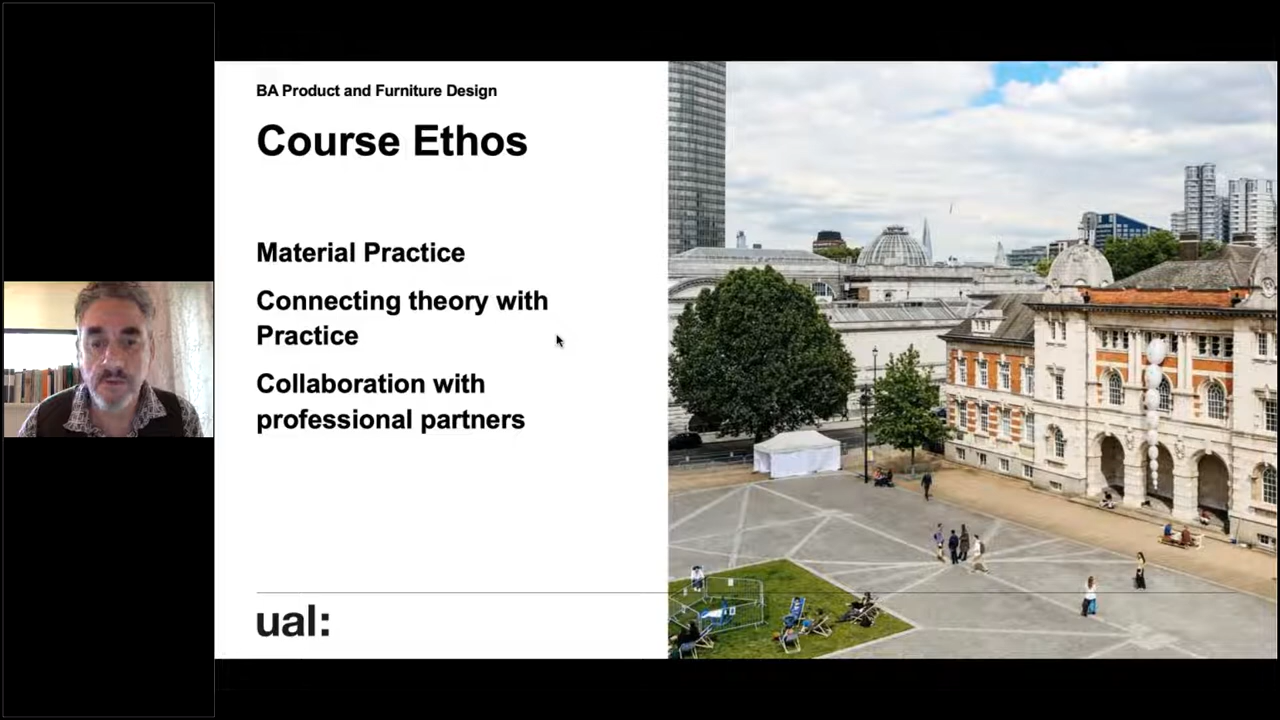 BA Product and Furniture Design
Course Ethos
Material Practice
Connecting theory with
Practice
Collaboration with
professional partners
ual: